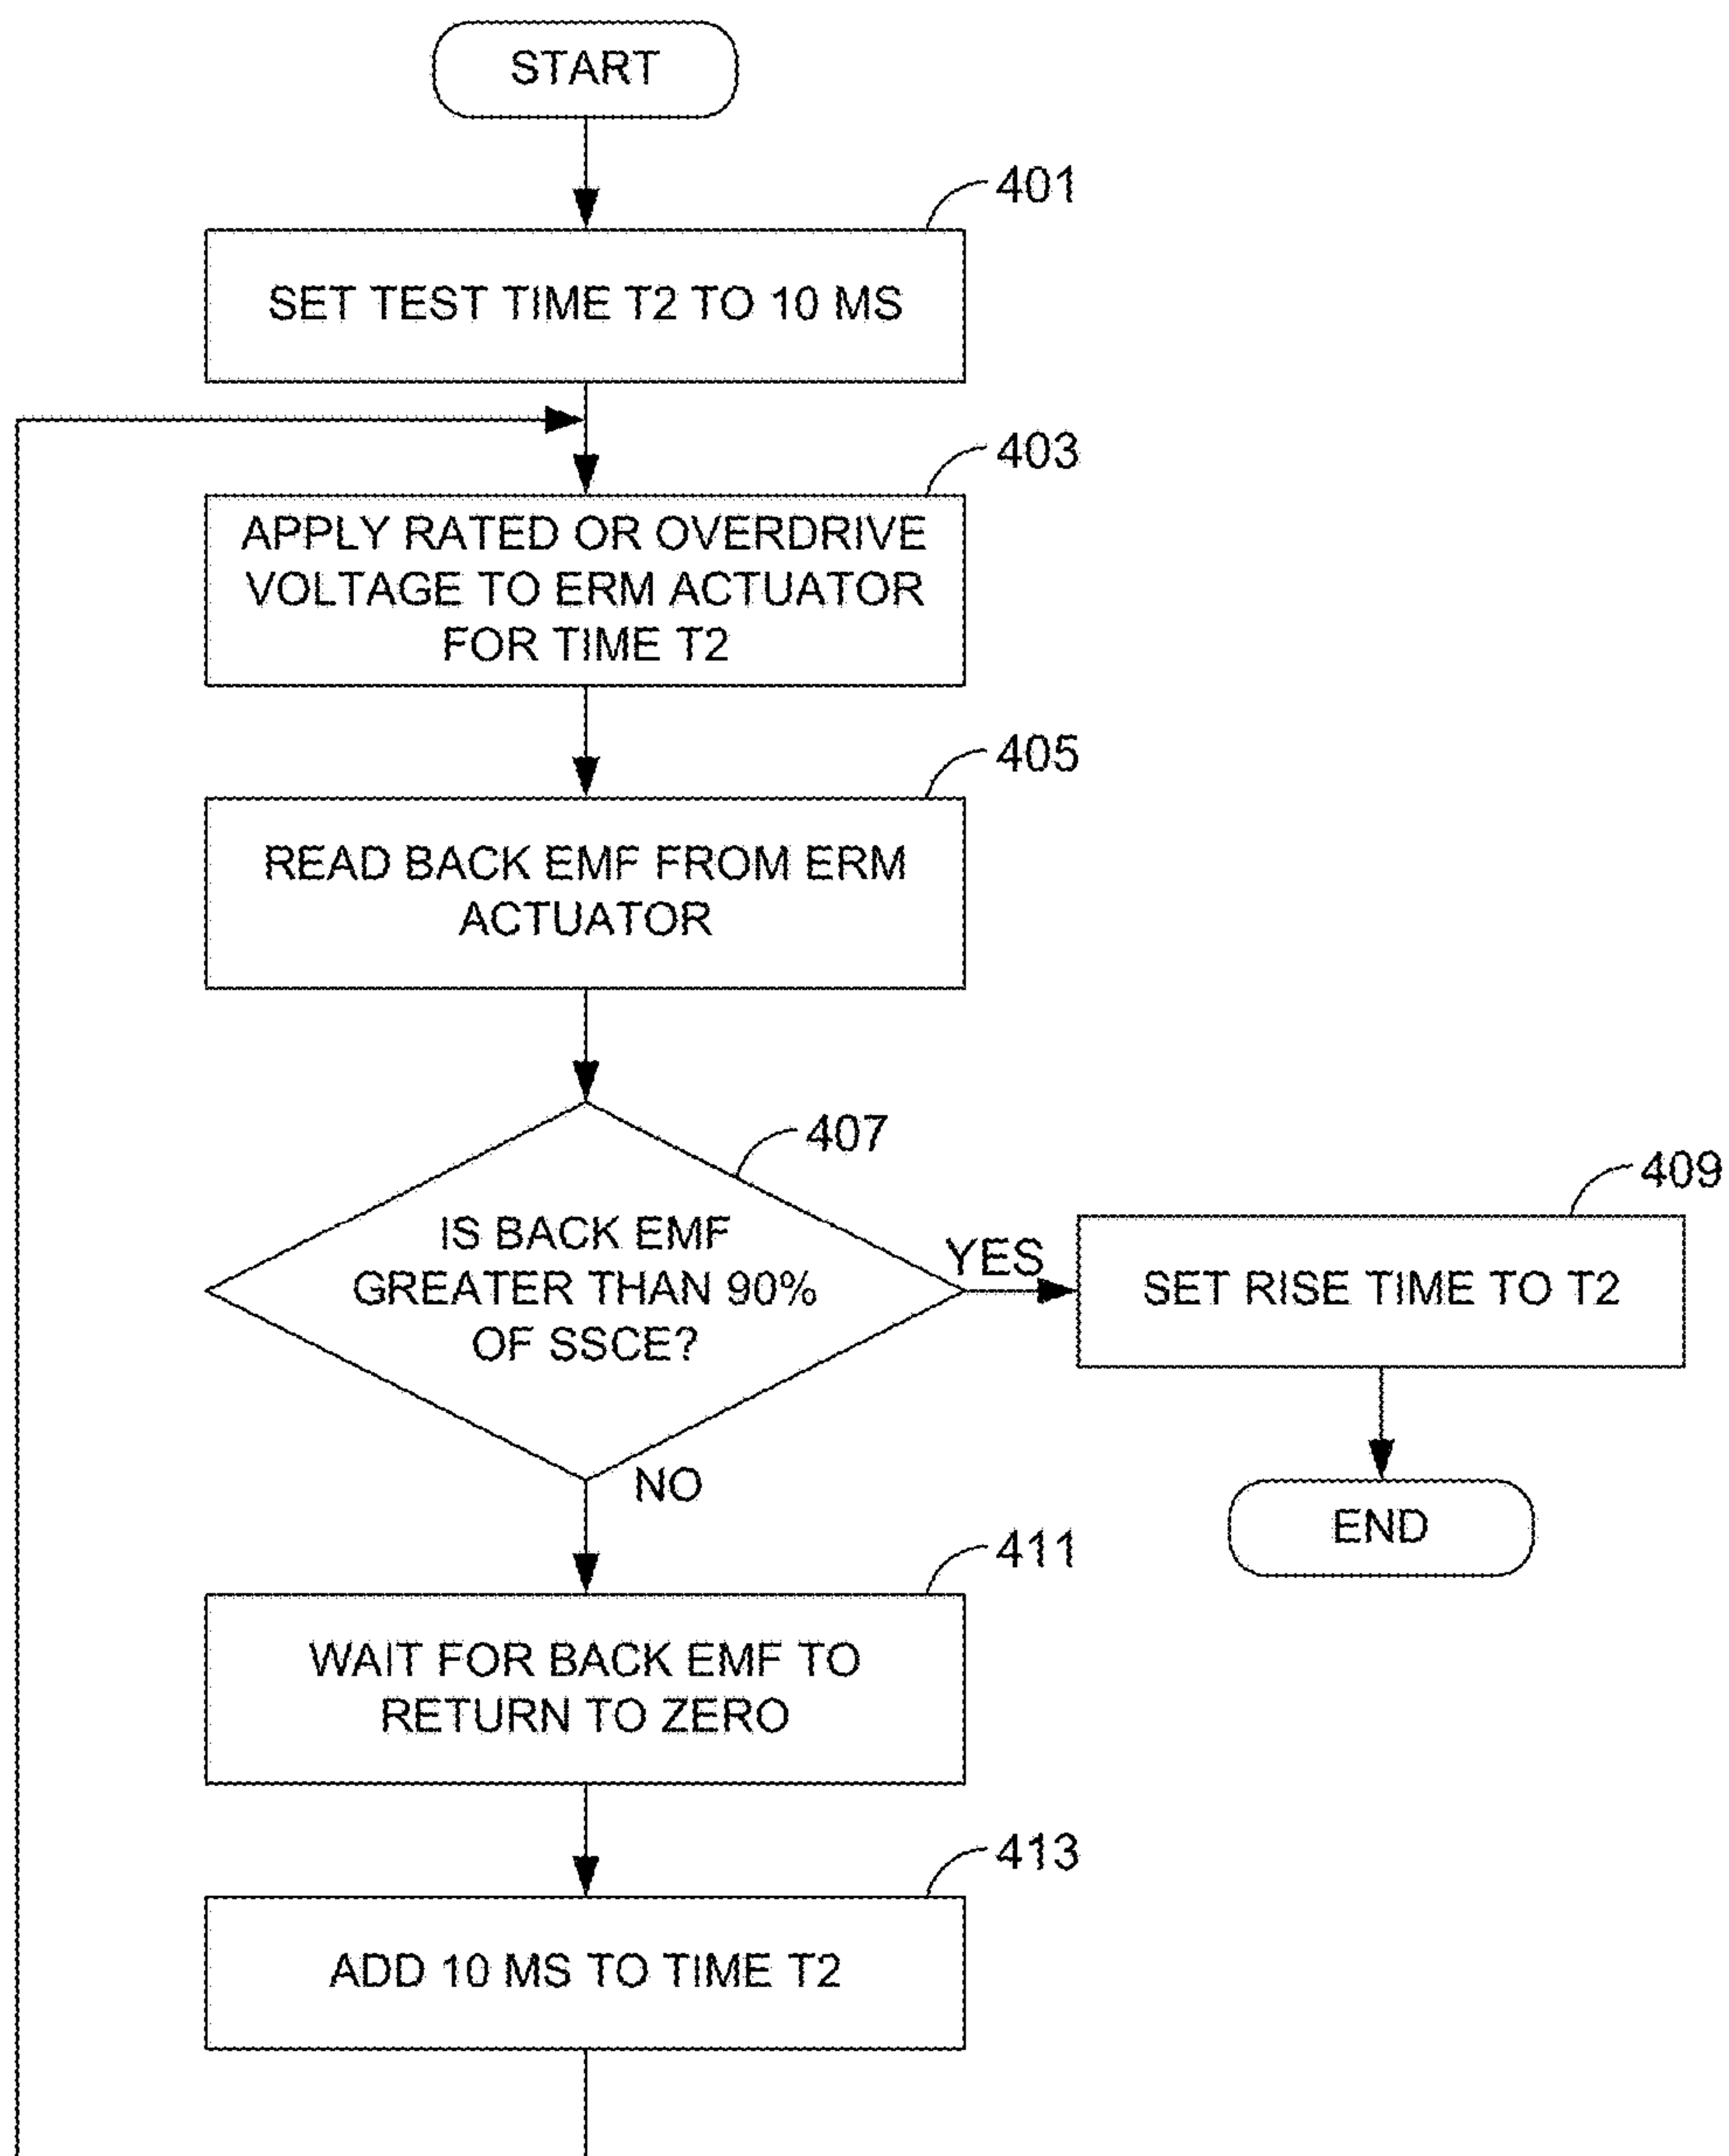 START
401
SET TEST TIME T2 TO 10 MS
403
APPLY RATED OR OVERDRIVE
VOLTAGE TO ERM ACTUATOR
FOR TIME T2
405
READ BACK EMF FROM ERM
ACTUATOR
407
IS BACK EMF
GREATER THAN 90%
OF SSCE?
YES
409
SET RISE TIME TO T2
END
NO
411
WAIT FOR BACK EMF TO
RETURN TO ZERO
413
ADD 10 MS TO TIME T2